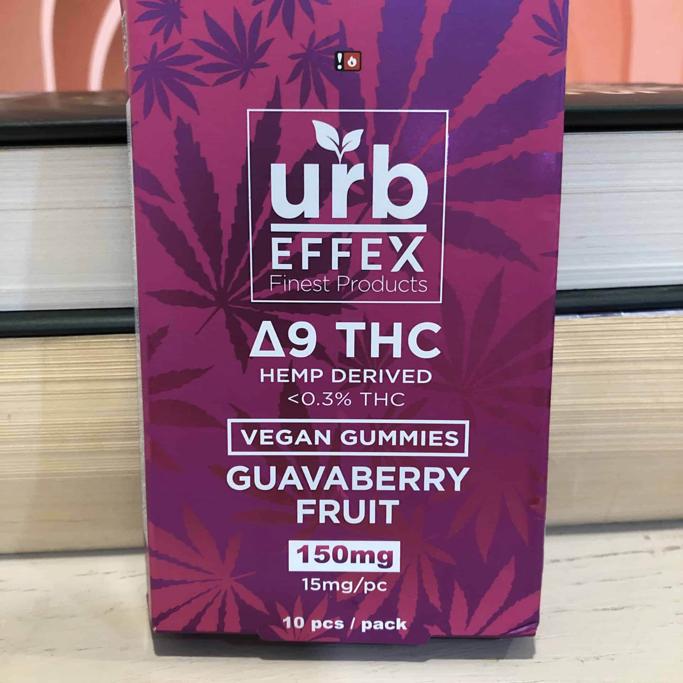 urb
EFFEX
Finest Products
Δ9 THC
HEMP DERIVED
<0.3% THC
VEGAN GUMMIES
GUAVABERRY
FRUIT
150mg
15mg/pc
10 pcs / pack